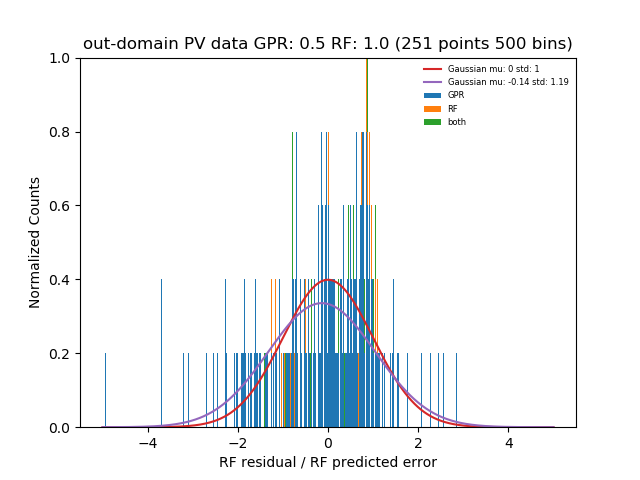 out-domain PV data GPR: 0.5 RF: 1.0 (251 points 500 bins)
Gaussian mu: 0 std: 1
Gaussian mu: -0.14 std: 1.19
GPR
RF
both
Normalized Counts
1.0
0.8
0.6
0.4
0.2
0.0
−4
−2
0
2
4
RF residual / RF predicted error